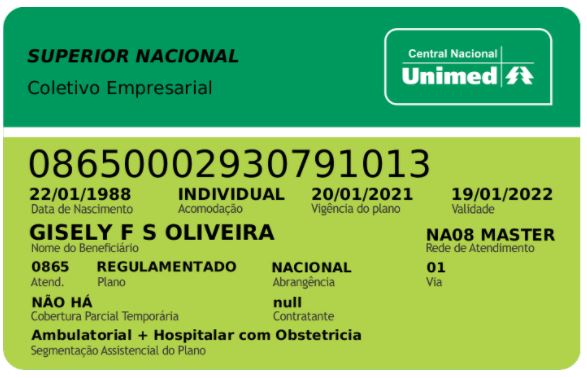 SUPERIOR NACIONAL
Coletivo Empresarial
Central Nacional
Unimed
08650002930791013
22/01/1988 INDIVIDUAL 20/01/2021 19/01/2022
Data de Nascimento Acomodação Vigência do plano Validade
GISELY F S OLIVEIRA NA08 MASTER
Nome do Beneficiário Rede de Atendimento
0865 REGULAMENTADO NACIONAL 01
Atend. Plano Abrangência Via
NÃO HÁ null
Cobertura Parcial Temporária Contratante
Ambulatorial + Hospitalar com Obstetricia
Segmentação Assistencial do Plano